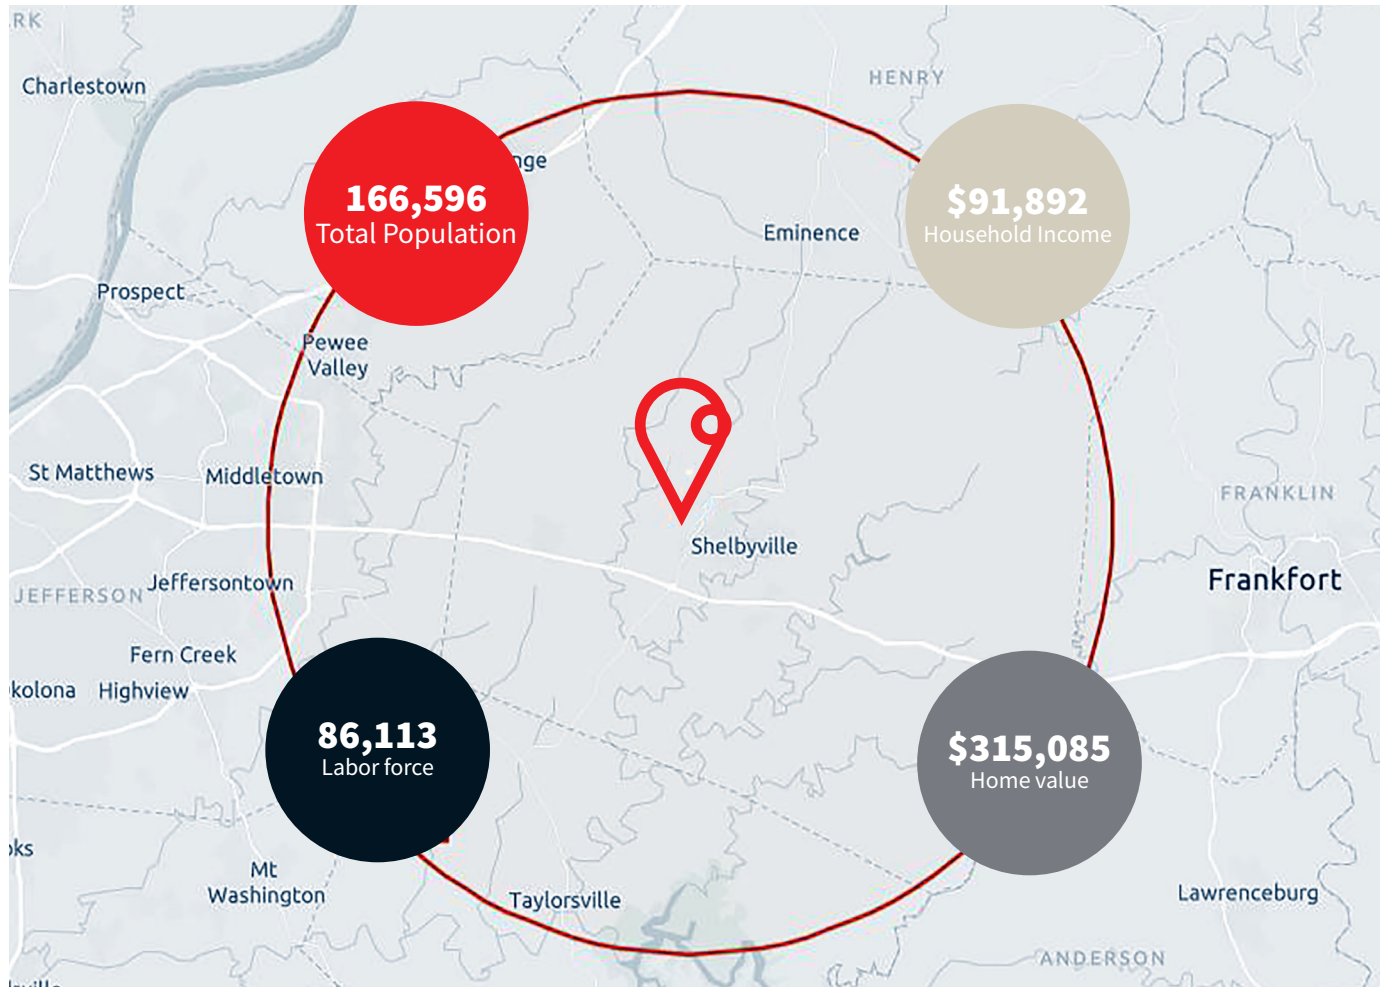 RK
HENRY
Charlestown
nge
166,596
Total Population
$91,892
Household Income
Eminence
Prospect
Pewee
Valley
St Matthews
Middletown
FRANKLIN
Shelbyville
Jeffersontown
JEFFERSON
Frankfort
Fern Creek
kolona
Highview
86,113
Labor force
$315,085
Home value
ks
Mt
Washington
Taylorsville
Lawrenceburg
ANDERSON